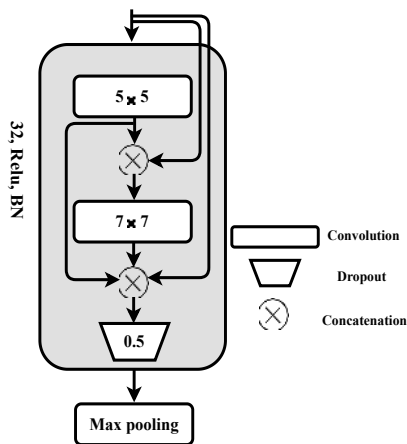 5 × 5
32, Relu, BN
7 × 7
Convolution
Dropout
Concatenation
0.5
Max pooling